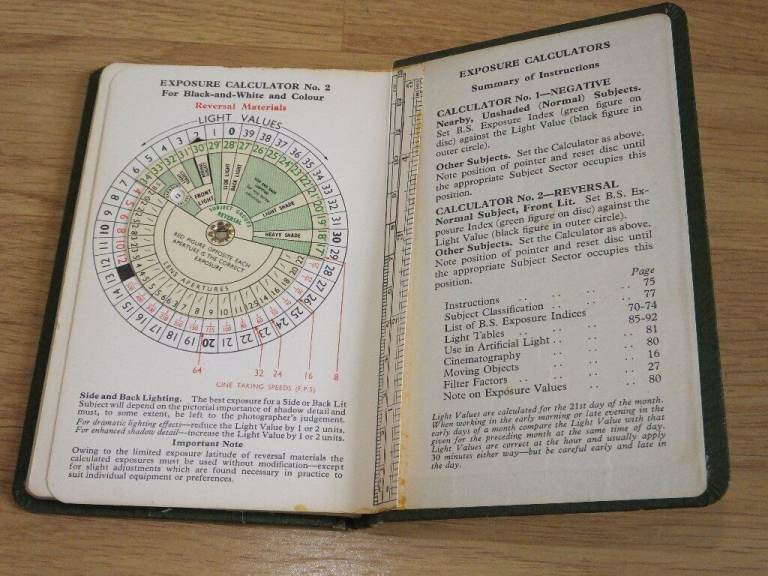 EXPOSURE CALCULATOR No. 2
For Black-and-White and Colour
Reversal Materials
LIGHT VALUES
FRONT LIGHT
SIDE LIGHT
BACK LIGHT
LIGHT SHADE
HEAVY SHADE
SUBJECT GROUPS
REVERSAL
RED FIGURE OPPOSITE EACH
APERTURE IS THE CORRECT
EXPOSURE
LENS APERTURES
64 32 24 16 8
CINE TAKING SPEEDS (F.P.S)
Side and Back Lighting. The best exposure for a Side or Back Lit
Subject will depend on the pictorial importance of shadow detail and
must, to some extent, be left to the photographer's judgement.
For dramatic lighting effects—reduce the Light Value by 1 or 2 units.
For enhanced shadow detail—increase the Light Value by 1 or 2 units.
Important Note
Owing to the limited exposure latitude of reversal materials the
calculated exposures must be used without modification—except
for slight adjustments which are found necessary in practice to
suit individual equipment or preferences.
EXPOSURE CALCULATORS
Summary of Instructions
CALCULATOR No. 1—NEGATIVE
Nearby, Unshaded (Normal) Subjects.
Set B.S. Exposure Index (green figure on
disc) against the Light Value (black figure in
outer circle).
Other Subjects. Set the Calculator as above.
Note position of pointer and reset disc until
the appropriate Subject Sector occupies this
position.
CALCULATOR No. 2—REVERSAL
Normal Subject, Front Lit. Set B.S. Ex-
posure Index (green figure on disc) against the
Light Value (black figure in outer circle).
Other Subjects. Set the Calculator as above.
Note position of pointer and reset disc until
the appropriate Subject Sector occupies this
position.
Page
Instructions .. .. .. .. 75
Subject Classification .. .. .. 77
List of B.S. Exposure Indices .. 70-74
Light Tables .. .. .. .. 85-92
Use in Artificial Light .. .. .. 81
Cinematography .. .. .. 80
Moving Objects .. .. .. 16
Filter Factors .. .. .. 27
Note on Exposure Values .. .. 80
Light Values are calculated for the 21st day of the month.
When working in the early morning or late evening in the
early days of a month compare the Light Value with that
given for the preceding month at the same time of day.
Light Values are correct at the hour and usually apply
30 minutes either way—but be careful early and late in
the day.